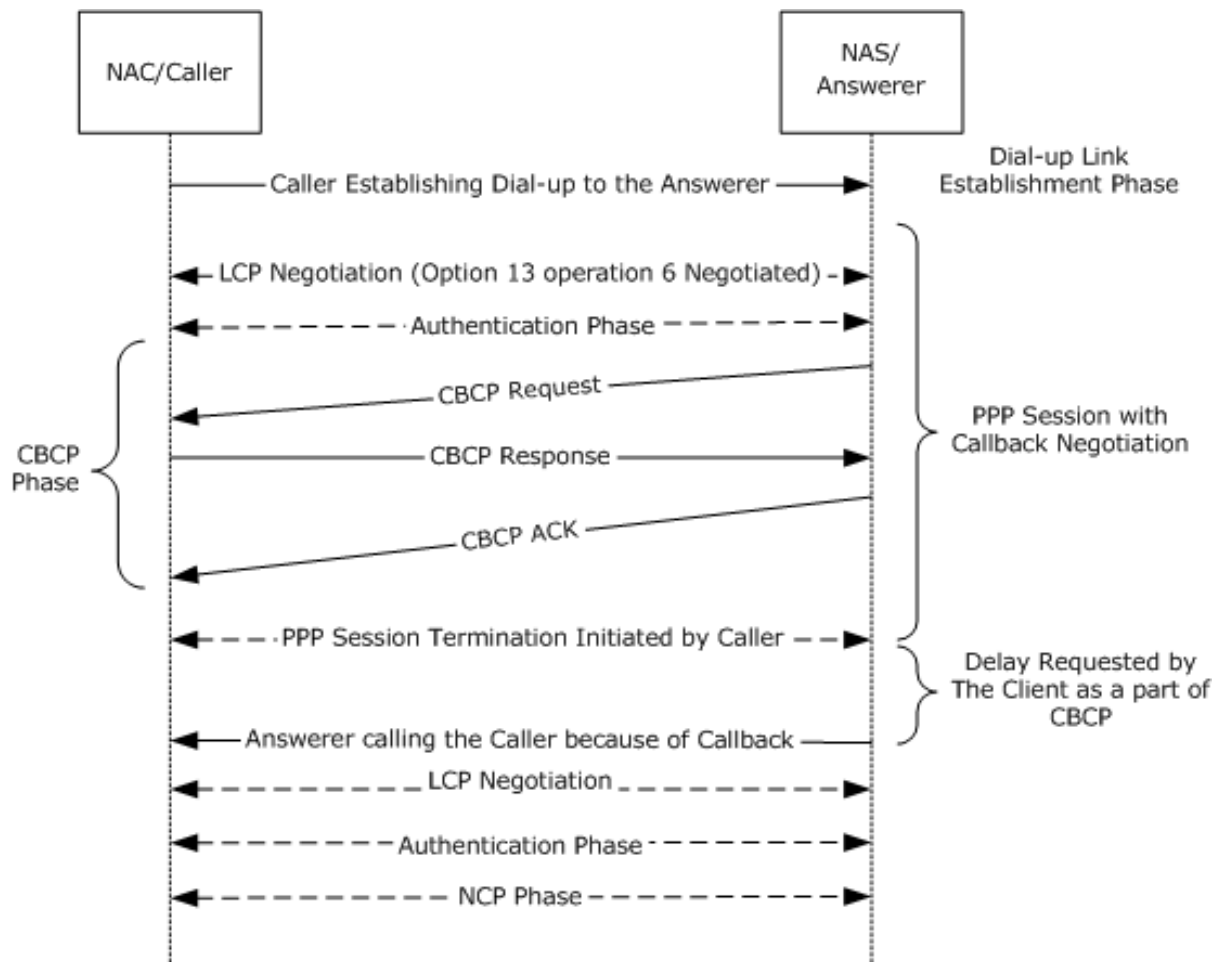 NAC/Caller
NAS/
Answerer
Dial-up Link
Establishment Phase
Caller Establishing Dial-up to the Answerer
LCP Negotiation (Option 13 operation 6 Negotiated)
Authentication Phase
CBCP Request
PPP Session with
Callback Negotiation
CBCP
Phase
CBCP Response
CBCP ACK
PPP Session Termination Initiated by Caller
Delay Requested by
The Client as a part of
CBCP
Answerer calling the Caller because of Callback
LCP Negotiation
Authentication Phase
NCP Phase